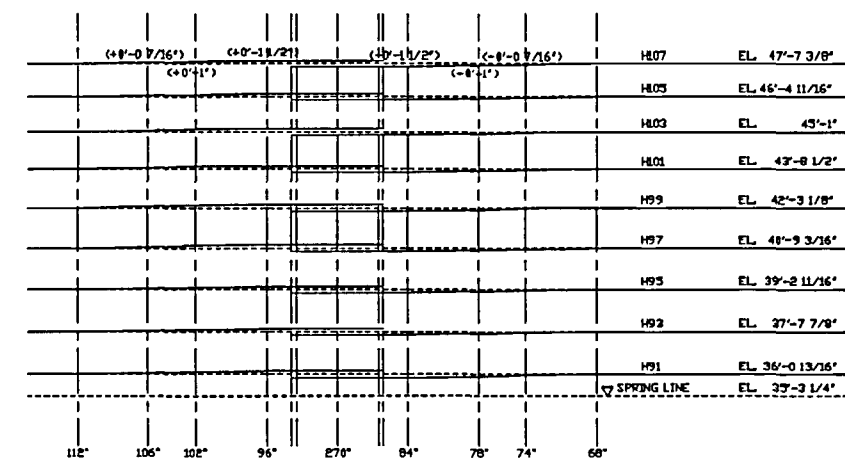 (+0'-0 7/16") (+0'-1 1/2") (-0'-1 1/2") (-0'-0 7/16") H107 EL. 47'-7 3/8"
(+0'-1") (-0'-1")
H105 EL. 46'-4 11/16"
H103 EL. 45'-1"
H101 EL. 43'-8 1/2"
H99 EL. 42'-3 1/8"
H97 EL. 40'-9 3/16"
H95 EL. 39'-2 11/16"
H93 EL. 37'-7 7/8"
H91 EL. 36'-0 13/16"
SPRING LINE EL. 35'-3 1/4"
112° 106° 102° 96° 270° 84° 78° 74° 68°